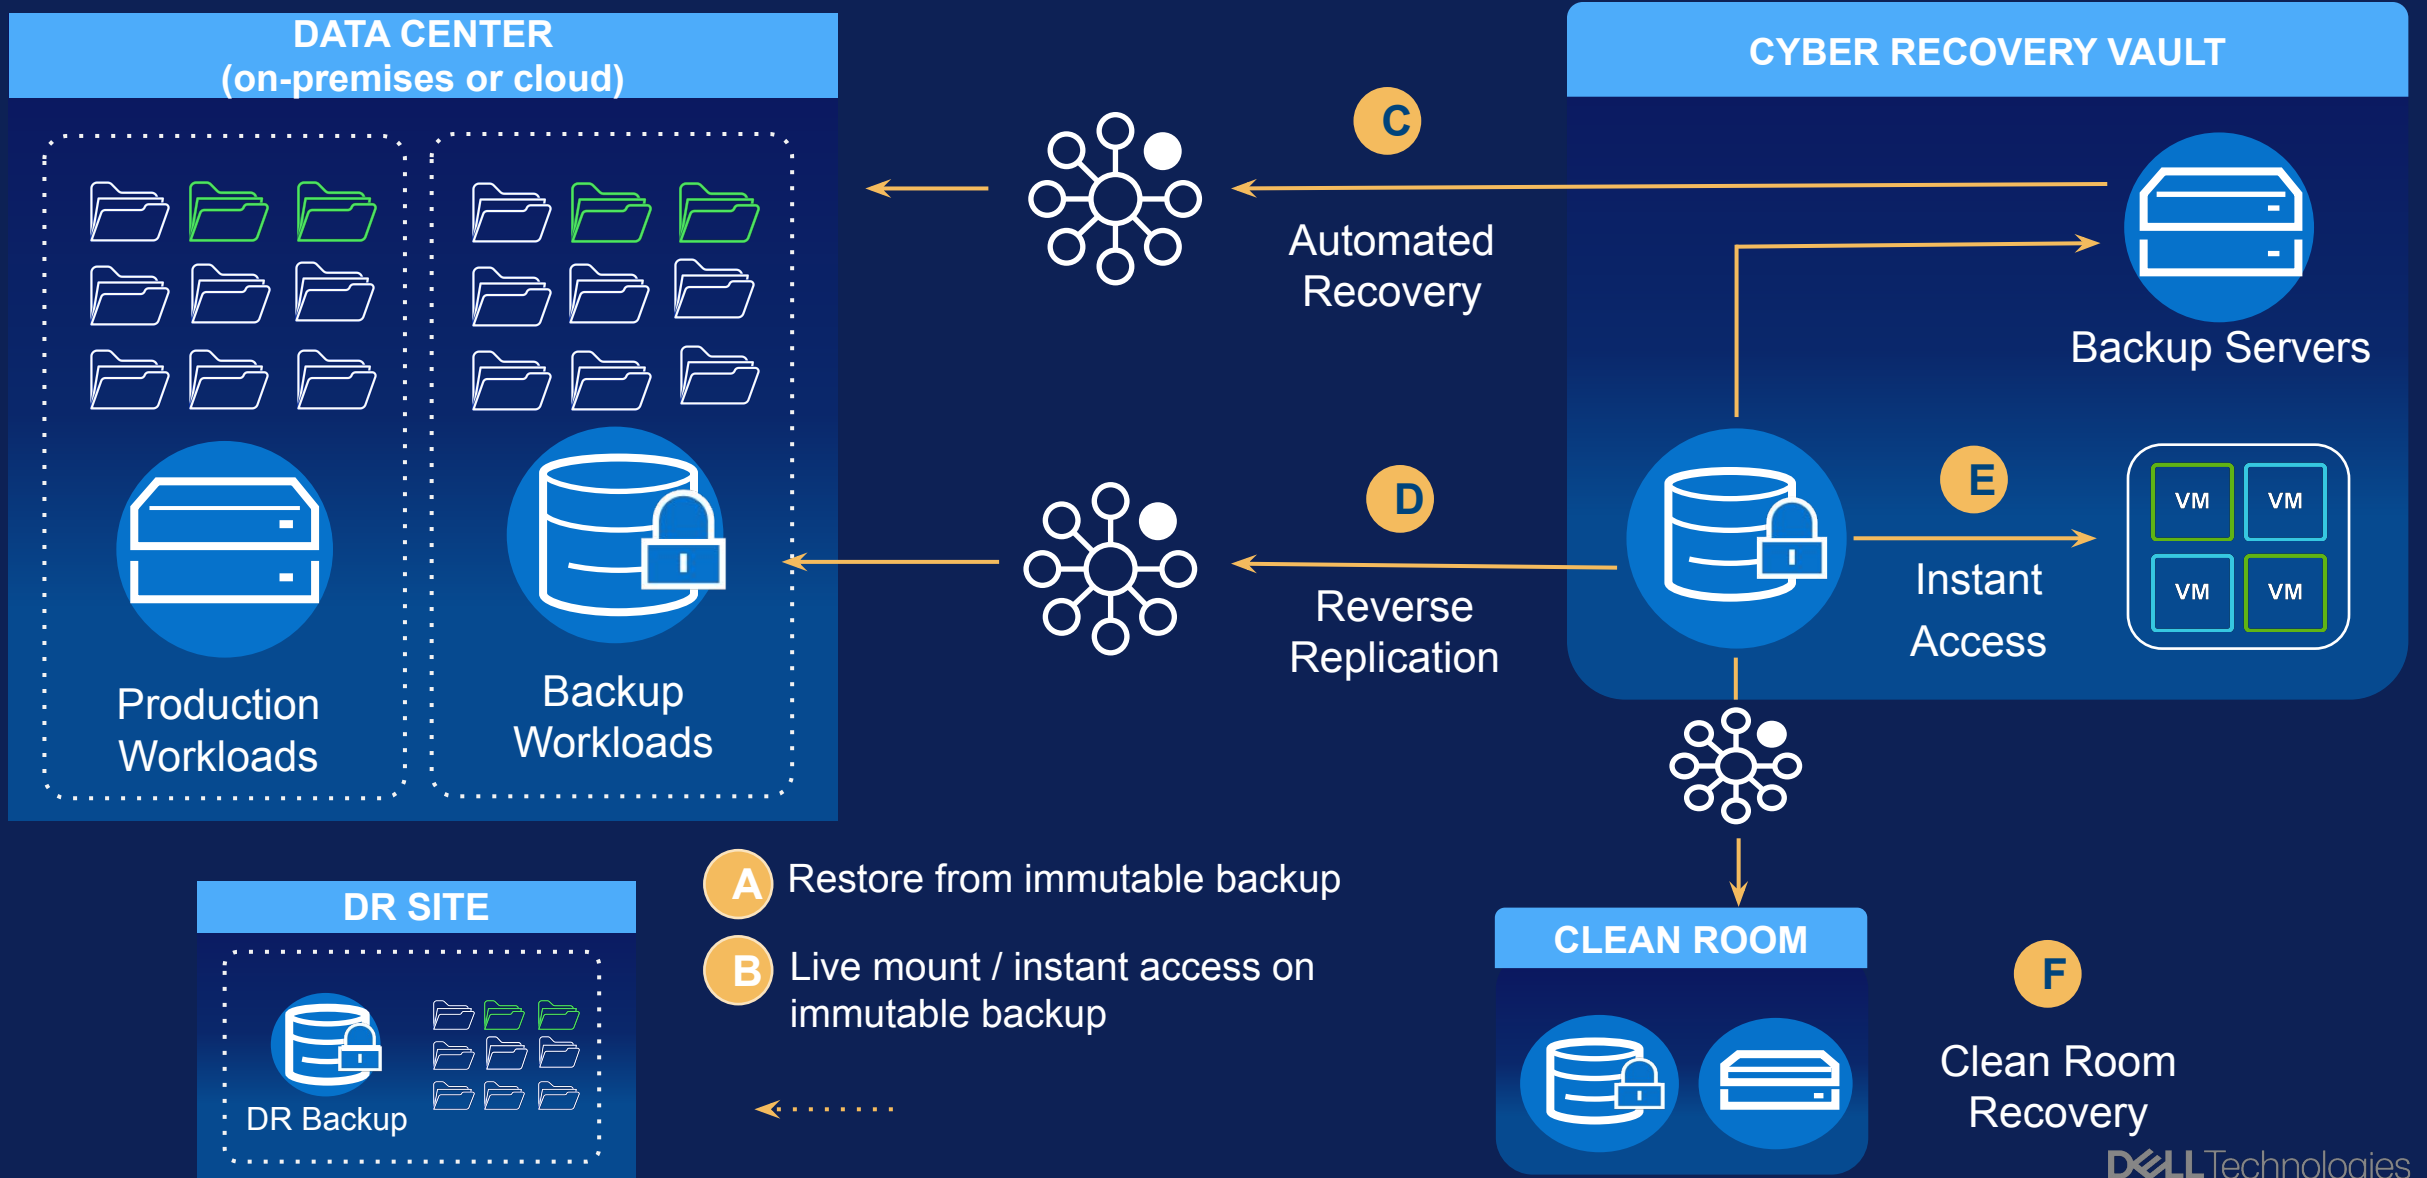 DATA CENTER
(on-premises or cloud)
Production
Workloads
Backup
Workloads
C
Automated
Recovery
D
Reverse
Replication
CYBER RECOVERY VAULT
Backup Servers
E
Instant
Access
VM
VM
VM
VM
DR SITE
DR Backup
A
Restore from immutable backup
B
Live mount / instant access on
immutable backup
CLEAN ROOM
F
Clean Room
Recovery
DELL Technologies